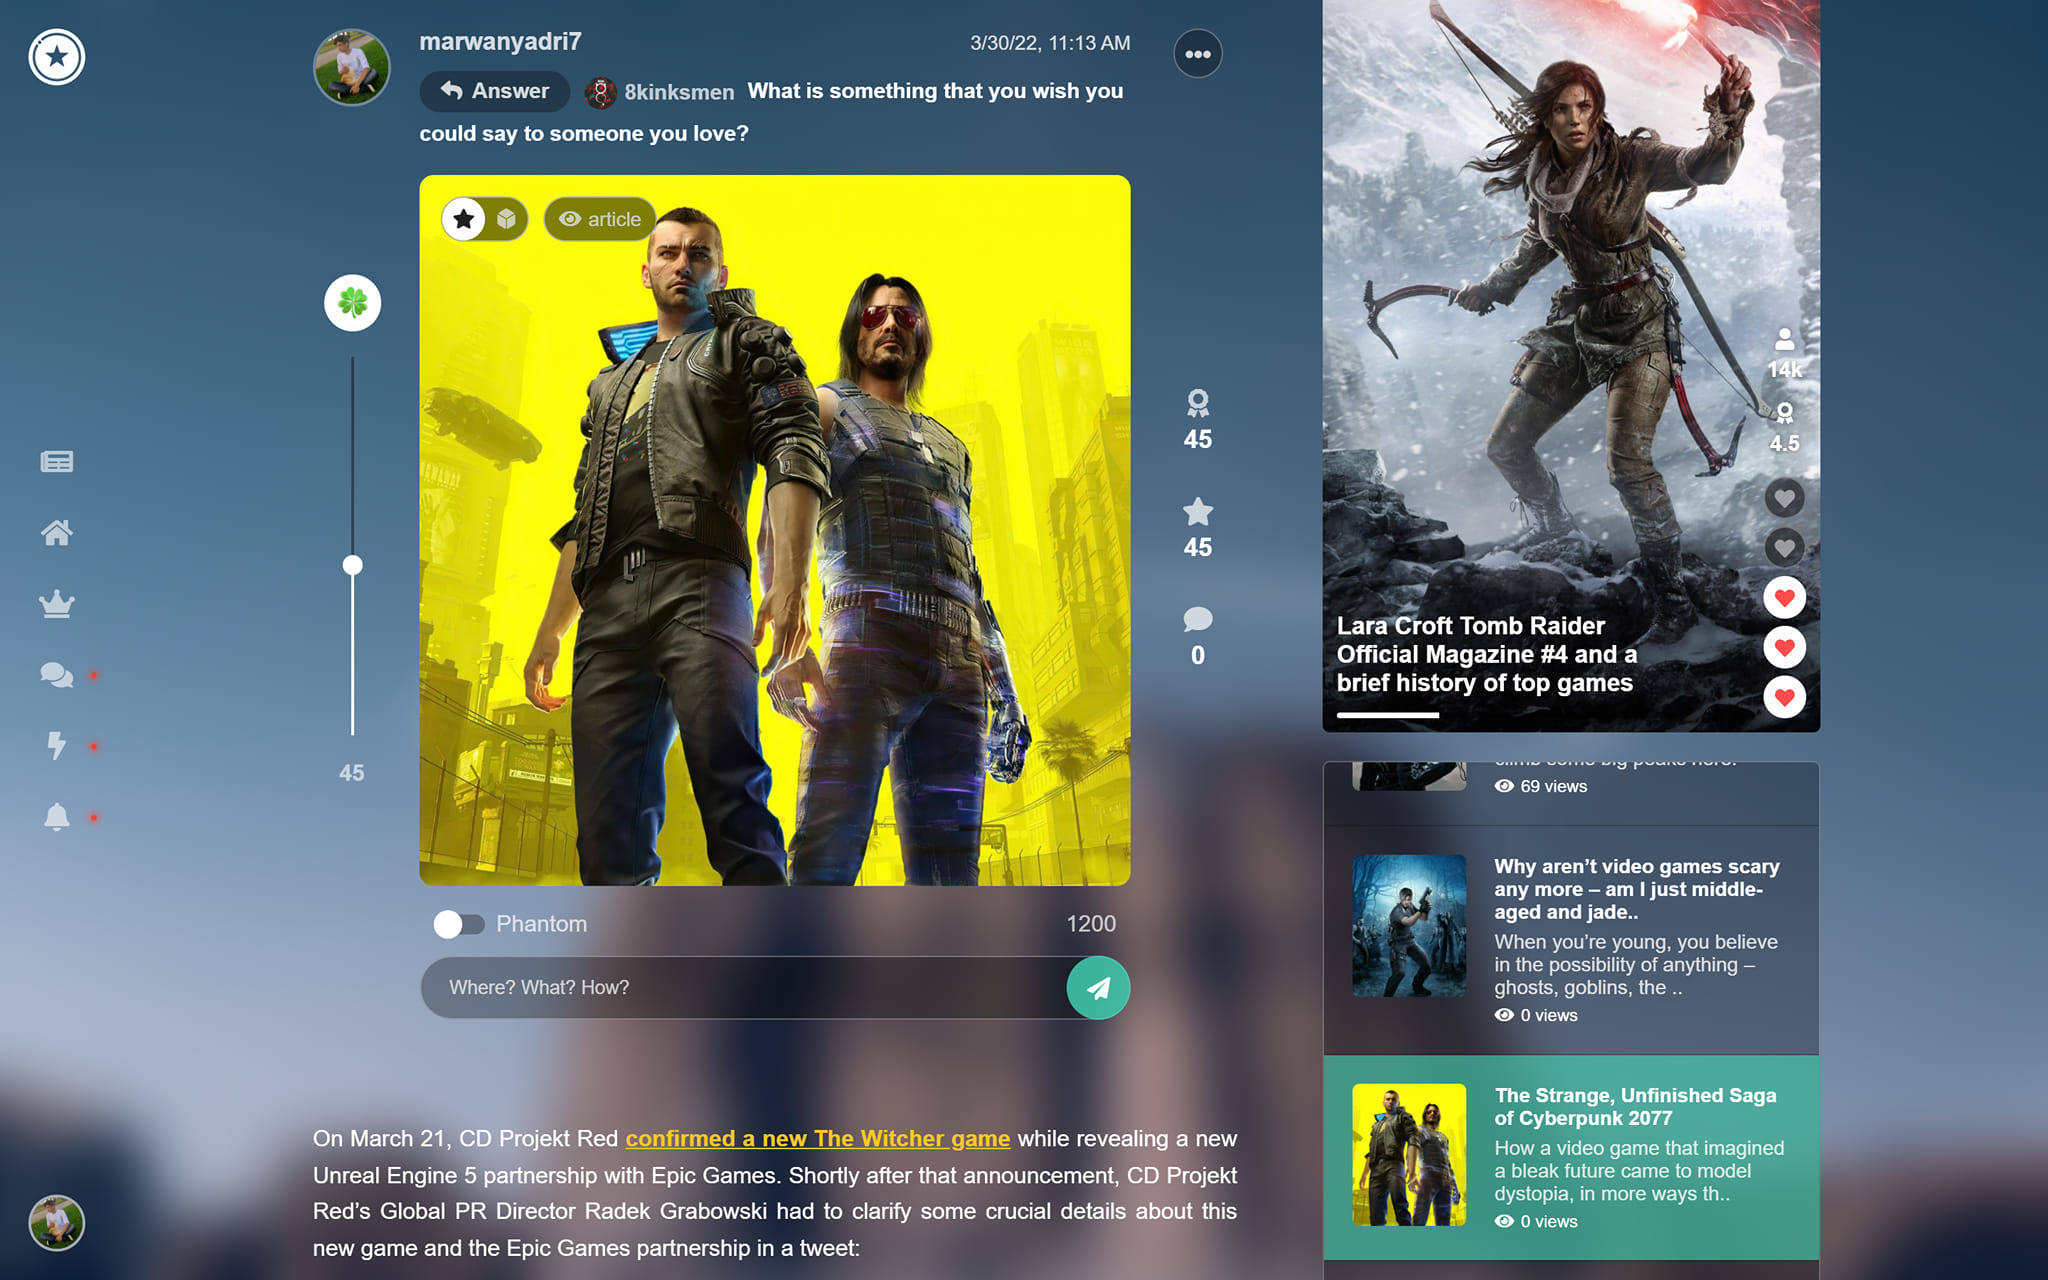 marwanyadri7
3/30/22, 11:13 AM
Answer 8kinksmen What is something that you wish you
could say to someone you love?
article
45
45
45
0
Phantom
1200
Where? What? How?
On March 21, CD Projekt Red confirmed a new The Witcher game while revealing a new
Unreal Engine 5 partnership with Epic Games. Shortly after that announcement, CD Projekt
Red’s Global PR Director Radek Grabowski had to clarify some crucial details about this
new game and the Epic Games partnership in a tweet:
14k
4.5
Lara Croft Tomb Raider
Official Magazine #4 and a
brief history of top games
climb some big peaks here.
69 views
Why aren’t video games scary
any more – am I just middle-
aged and jade..
When you’re young, you believe
in the possibility of anything –
ghosts, goblins, the ..
0 views
The Strange, Unfinished Saga
of Cyberpunk 2077
How a video game that imagined
a bleak future came to model
dystopia, in more ways th..
0 views